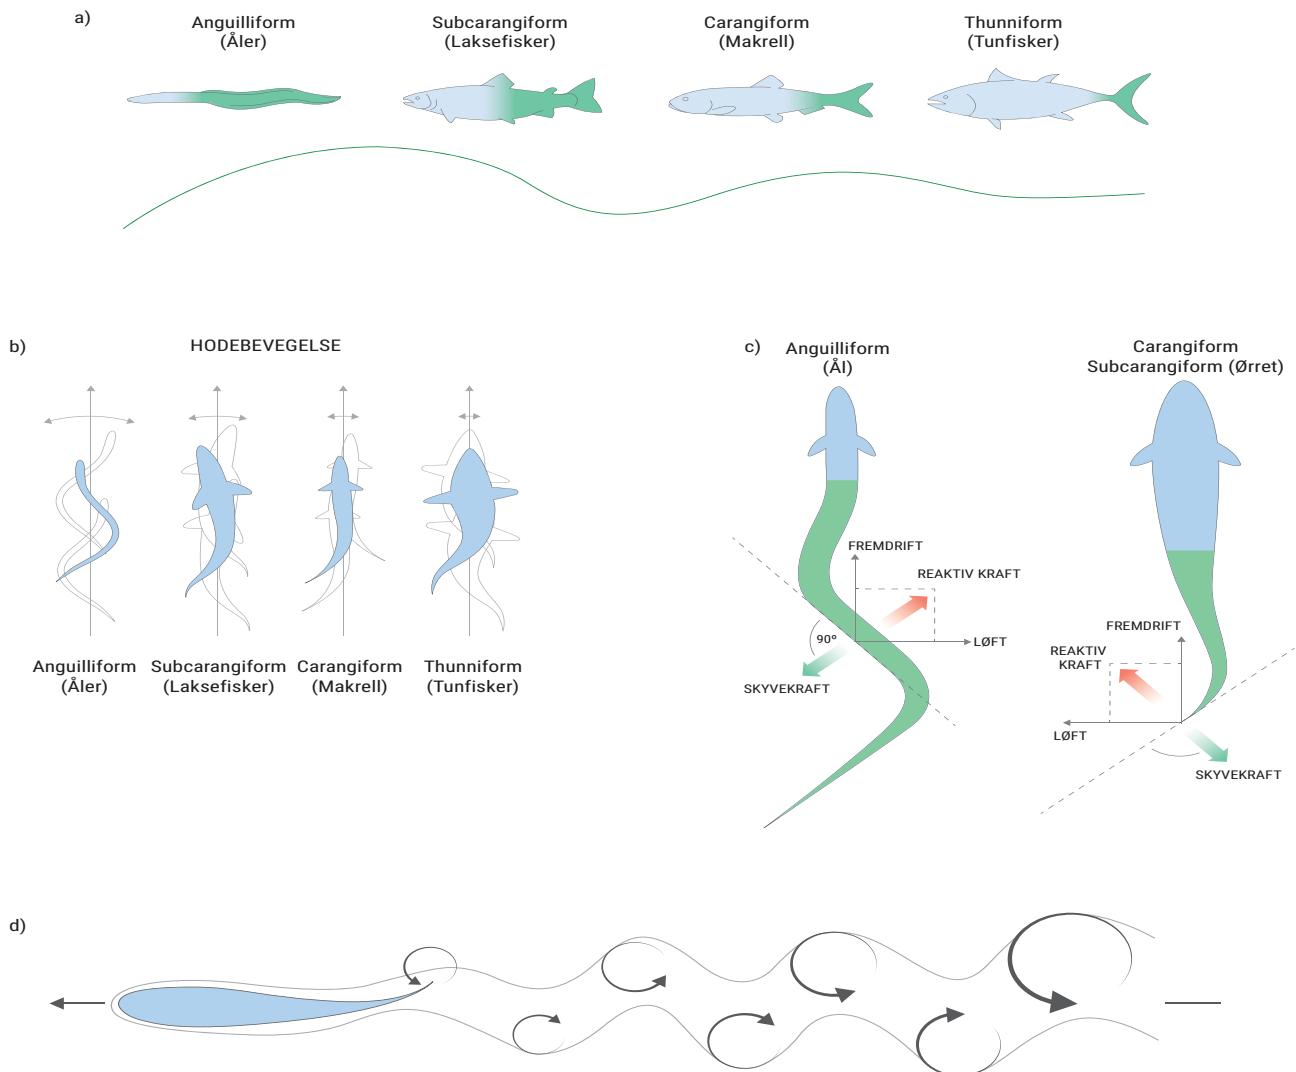 a)
Anguilliform
(Åler)
Subcarangiform
(Laksefisker)
Carangiform
(Makrell)
Thunniform
(Tunfisker)
b)
HODEBEVEGELSE
Anguilliform
(Åler)
Subcarangiform
(Laksefisker)
Carangiform
(Makrell)
Thunniform
(Tunfisker)
c)
Anguilliform
(Ål)
FREMDRIFT
REAKTIV KRAFT
90º
LØFT
SKYVEKRAFT
Carangiform
Subcarangiform (Ørret)
FREMDRIFT
REAKTIV
KRAFT
LØFT
SKYVEKRAFT
d)